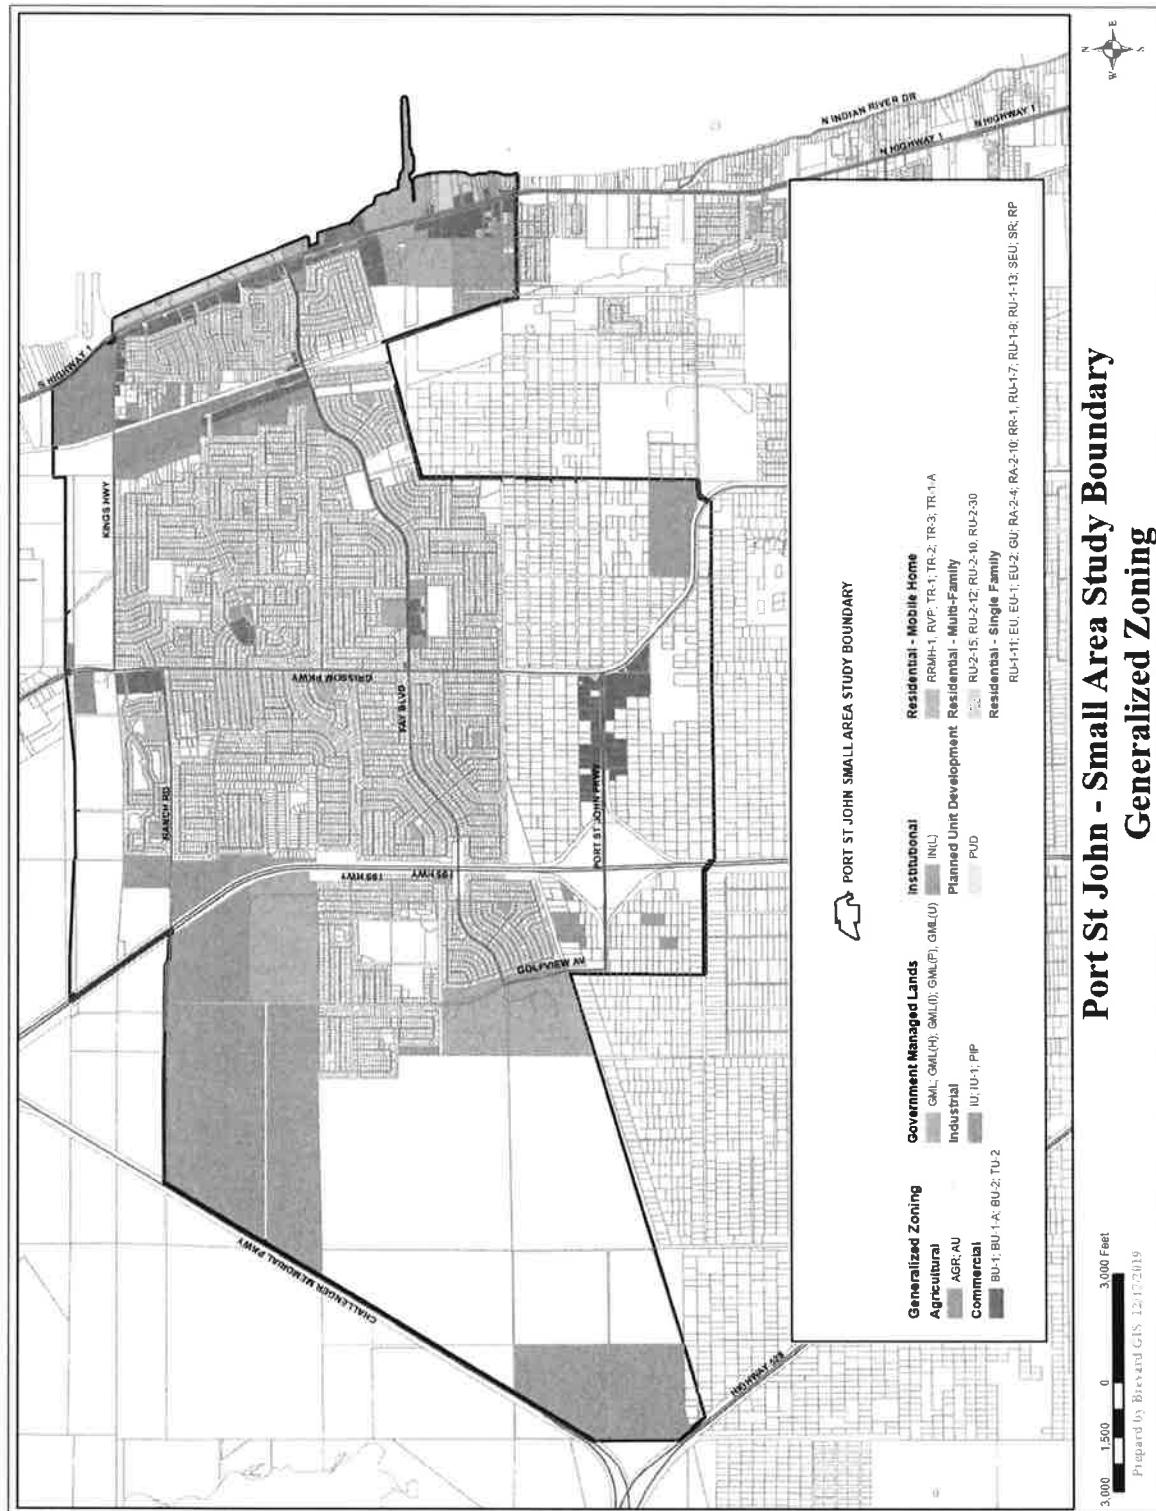 S HIGHWAY 1
KINGS HWY
N INDIAN RIVER DR
N HIGHWAY 1
N HIGHWAY 1
GRISSOM PKWY
FAY BLVD
RANCH RD
I 95 HWY
I 95 HWY
PORT ST JOHN PKWY
GOLFVIEW AV
CHALLENGER MEMORIAL PKWY
HIGHWAY 528
PORT ST JOHN SMALL AREA STUDY BOUNDARY
Generalized Zoning
Agricultural
AGR; AU
Commercial
BU-1; BU-1-A; BU-2; TU-2
Government Managed Lands
GML; GML(H); GML(I); GML(P); GML(U)
Industrial
IU; IU-1; PIP
Institutional
IN(L)
Planned Unit Development
PUD
Residential - Mobile Home
RRMH-1, RVP; TR-1; TR-2; TR-3; TR-1-A
Residential - Multi-Family
RU-2-15, RU-2-12; RU-2-10, RU-2-30
Residential - Single Family
RU-1-11; EU, EU-1; EU-2; GU; RA-2-4; RA-2-10; RR-1, RU-1-7; RU-1-9; RU-1-13; SEU; SR; RP
Port St John - Small Area Study Boundary
Generalized Zoning
N
W E
S
3,000 1,500 0 3,000 Feet
Prepared by Brevard GIS 12/17/2019